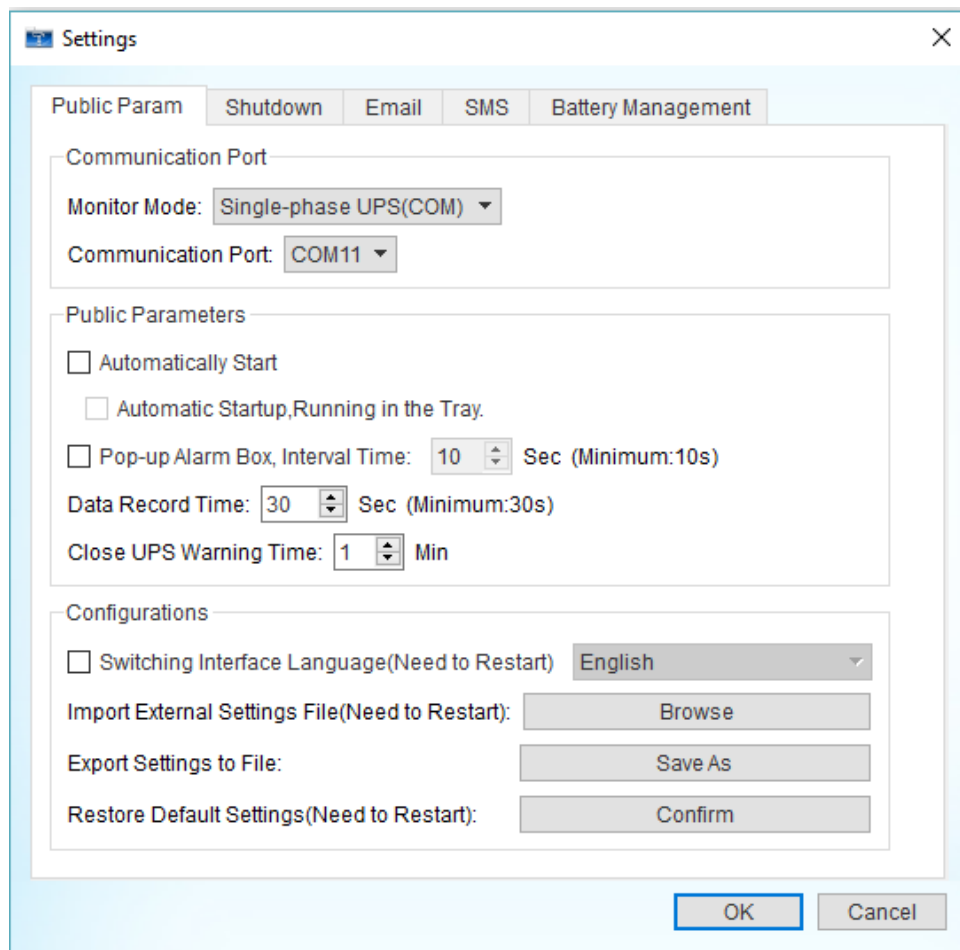 Settings
Public Param Shutdown Email SMS Battery Management
Communication Port
Monitor Mode: Single-phase UPS(COM)
Communication Port: COM11
Public Parameters
Automatically Start
Automatic Startup,Running in the Tray.
Pop-up Alarm Box, Interval Time: 10 Sec (Minimum:10s)
Data Record Time: 30 Sec (Minimum:30s)
Close UPS Warning Time: 1 Min
Configurations
Switching Interface Language(Need to Restart) English
Import External Settings File(Need to Restart): Browse
Export Settings to File: Save As
Restore Default Settings(Need to Restart): Confirm
OK Cancel